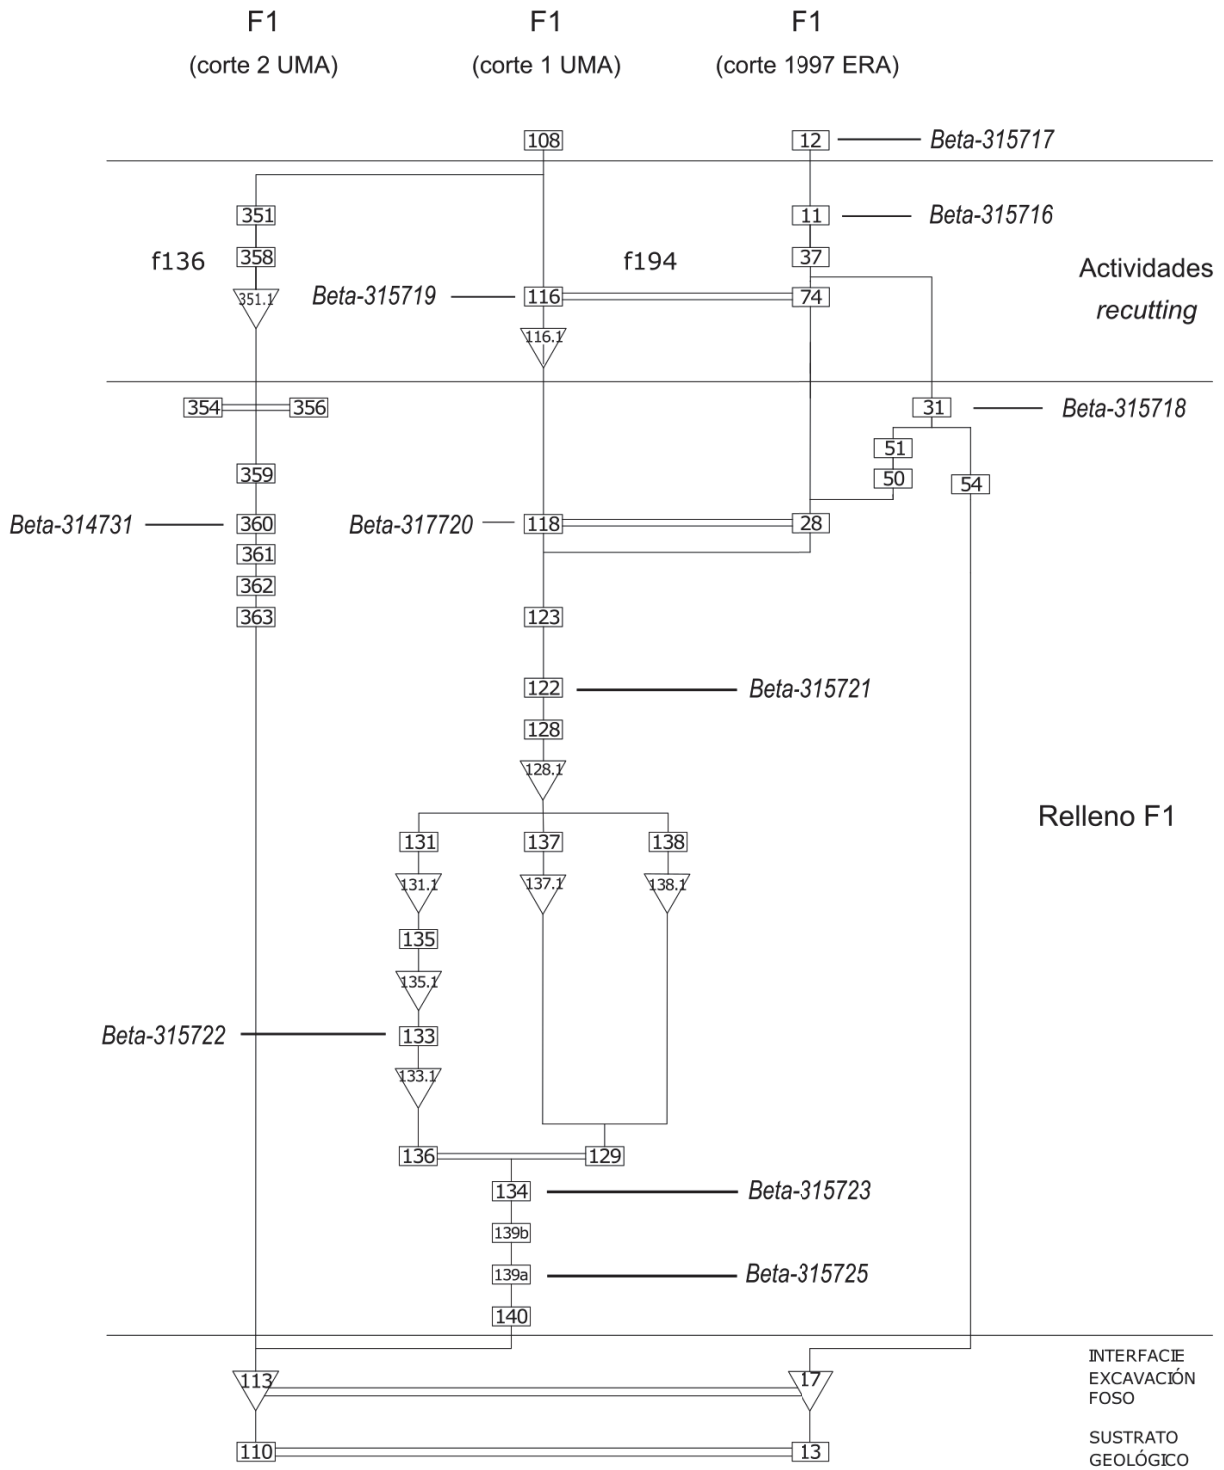 F1 F1 F1
(corte 2 UMA) (corte 1 UMA) (corte 1997 ERA)
108 12 Beta-315717
351 11 Beta-315716
f136 358 f194 37
Actividades
351.1 Beta-315719 116 74
recutting
116.1
354 356 31 Beta-315718
51
359 50 54
Beta-314731 360 Beta-317720 118 28
361
362
363 123
122 Beta-315721
128
128.1
Relleno F1
131 137 138
131.1 137.1 138.1
135
135.1
Beta-315722 133
133.1
136 129
134 Beta-315723
139b
139a Beta-315725
140
INTERFACIE
113 17 EXCAVACIÓN
FOSO
SUSTRATO
110 13 GEOLÓGICO